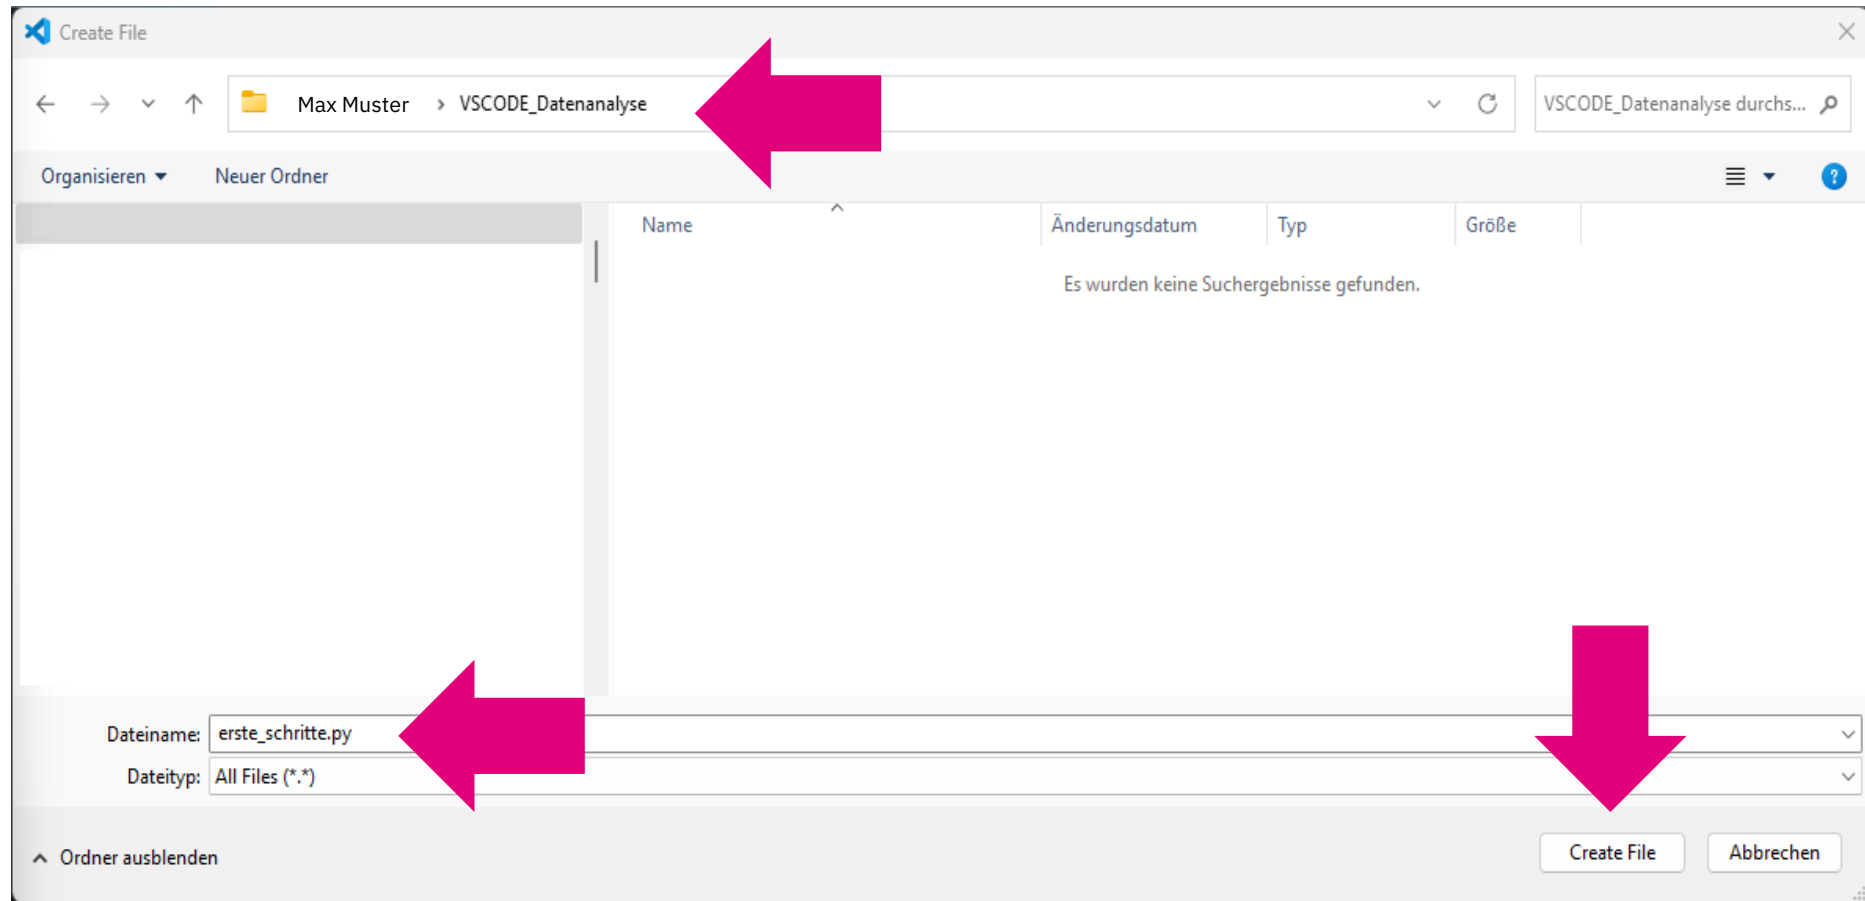 Create File
Max Muster > VSCODE_Datenanalyse
VSCODE_Datenanalyse durchs...
Organisieren
Neuer Ordner
?
Name
Änderungsdatum
Typ
Größe
Es wurden keine Suchergebnisse gefunden.
Dateiname: erste_schritte.py
Dateityp: All Files (*.*)
Ordner ausblenden
Create File
Abbrechen